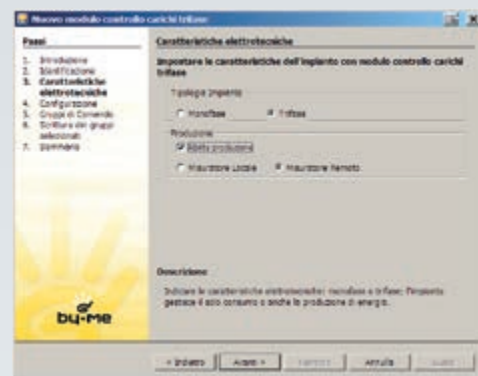 Nuovo modulo controllo carichi trifase
Passi
1. Introduzione
2. Identificazione
3. Caratteristiche
elettrotecniche
4. Configurazione
5. Gruppi di Comando
6. Scrittura dei gruppi
selezionati
7. Sommario
by-me
Caratteristiche elettrotecniche
Impostare le caratteristiche dell'impianto con modulo controllo carichi
trifase
Tipologia Impianto
Monofase Trifase
Produzione
Abilita produzione
Misuratore Locale Misuratore Remoto
Descrizione
Indicare le caratteristiche elettrotecniche: monofase o trifase; l'impianto
gestisce il solo consumo o anche la produzione di energia.
< Indietro Avanti > Annulla